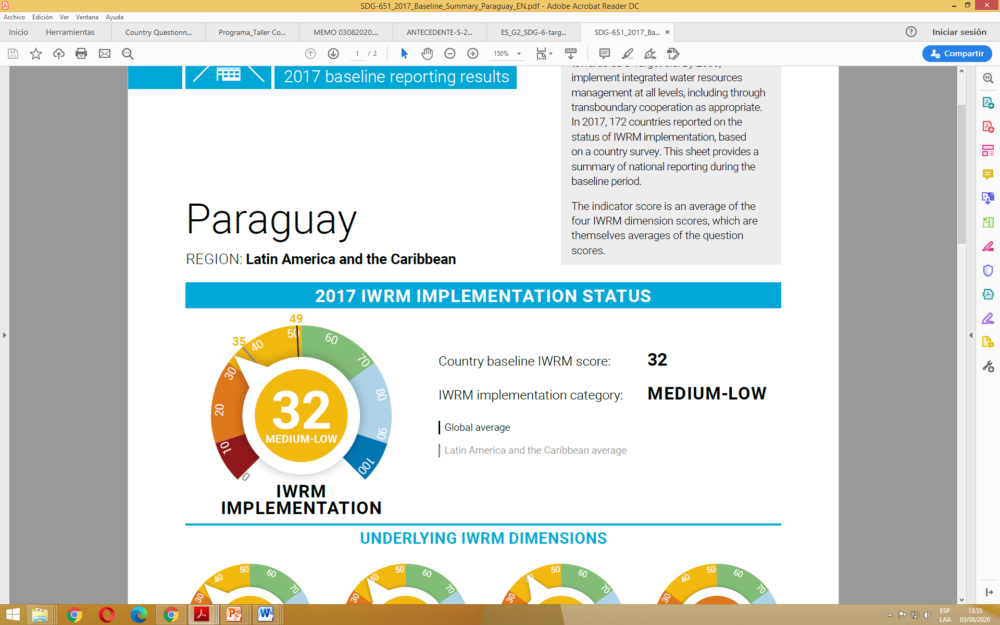 SDG-651_2017_Baseline_Summary_Paraguay_EN.pdf - Adobe Acrobat Reader DC
Archivo Edición Ver Ventana Ayuda
Inicio Herramientas Country Questionn... Programa_Taller Co... MEMO 03082020.... ANTECEDENTE-S-2... ES_G2_SDG-6-targ... SDG-651_2017_Ba... × ? Iniciar sesión
1 / 2 150% Compartir
2017 baseline reporting results
implement integrated water resources
management at all levels, including through
transboundary cooperation as appropriate.
In 2017, 172 countries reported on the
status of IWRM implementation, based
on a country survey. This sheet provides a
summary of national reporting during the
baseline period.
The indicator score is an average of the
four IWRM dimension scores, which are
themselves averages of the question
scores.
Paraguay
REGION: Latin America and the Caribbean
2017 IWRM IMPLEMENTATION STATUS
49
35
0 10 20 30 40 50 60 70 80 90 100
32
MEDIUM-LOW
IWRM
IMPLEMENTATION
Country baseline IWRM score: 32
IWRM implementation category: MEDIUM-LOW
Global average
Latin America and the Caribbean average
UNDERLYING IWRM DIMENSIONS
30 40 50 60 70
30 40 50 60 70
30 40 50 60 70
30 40 50 60 70
ESP 13:55
LAA 03/08/2020